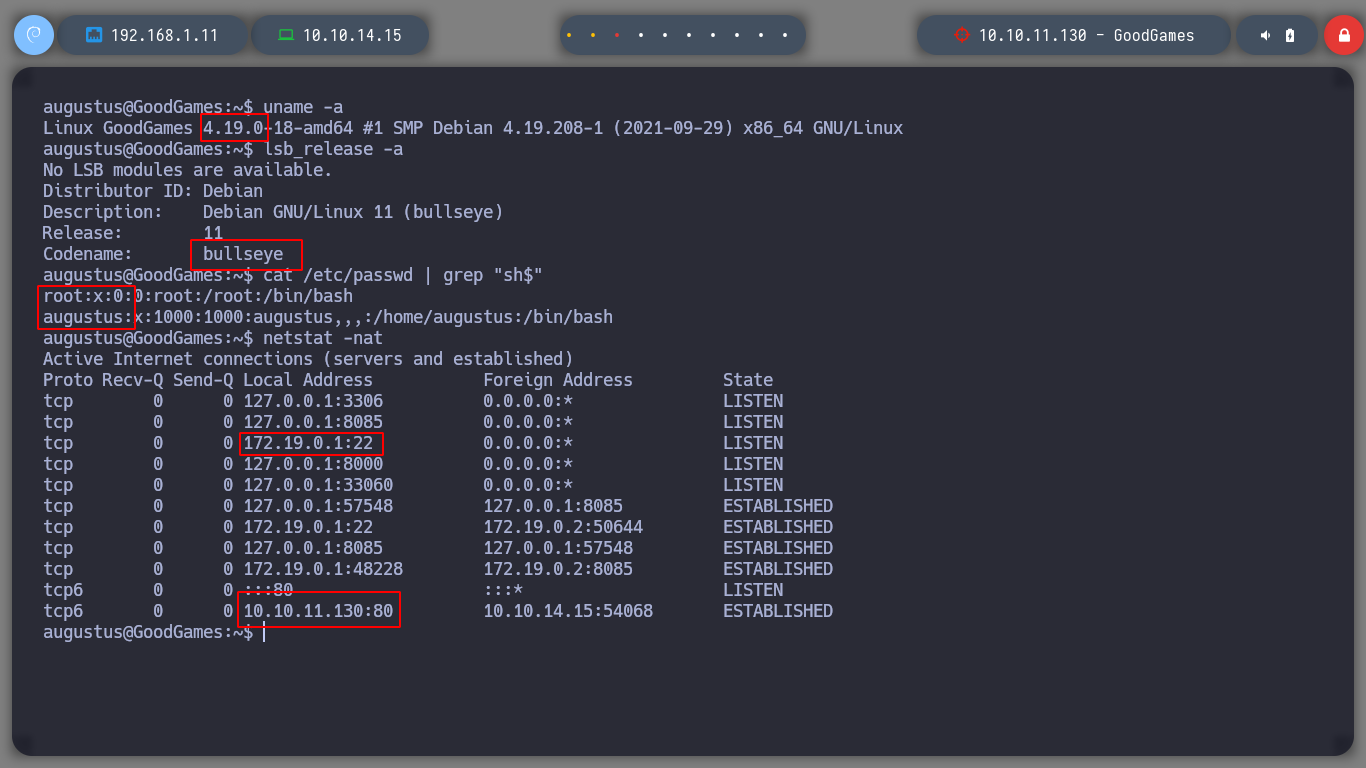 192.168.1.11 10.10.14.15 10.10.11.130 - GoodGames
augustus@GoodGames:~$ uname -a
Linux GoodGames 4.19.0-18-amd64 #1 SMP Debian 4.19.208-1 (2021-09-29) x86_64 GNU/Linux
augustus@GoodGames:~$ lsb_release -a
No LSB modules are available.
Distributor ID: Debian
Description:    Debian GNU/Linux 11 (bullseye)
Release:        11
Codename:       bullseye
augustus@GoodGames:~$ cat /etc/passwd | grep "sh$"
root:x:0:0:root:/root:/bin/bash
augustus:x:1000:1000:augustus,,,:/home/augustus:/bin/bash
augustus@GoodGames:~$ netstat -nat
Active Internet connections (servers and established)
Proto Recv-Q Send-Q Local Address           Foreign Address         State
tcp        0      0 127.0.0.1:3306          0.0.0.0:*               LISTEN
tcp        0      0 127.0.0.1:8085          0.0.0.0:*               LISTEN
tcp        0      0 172.19.0.1:22           0.0.0.0:*               LISTEN
tcp        0      0 127.0.0.1:8000          0.0.0.0:*               LISTEN
tcp        0      0 127.0.0.1:33060         0.0.0.0:*               LISTEN
tcp        0      0 127.0.0.1:57548         127.0.0.1:8085          ESTABLISHED
tcp        0      0 172.19.0.1:22           172.19.0.2:50644        ESTABLISHED
tcp        0      0 127.0.0.1:8085          127.0.0.1:57548         ESTABLISHED
tcp        0      0 172.19.0.1:48228        172.19.0.2:8085         ESTABLISHED
tcp6       0      0 :::80                   :::*                    LISTEN
tcp6       0      0 10.10.11.130:80         10.10.14.15:54068       ESTABLISHED
augustus@GoodGames:~$